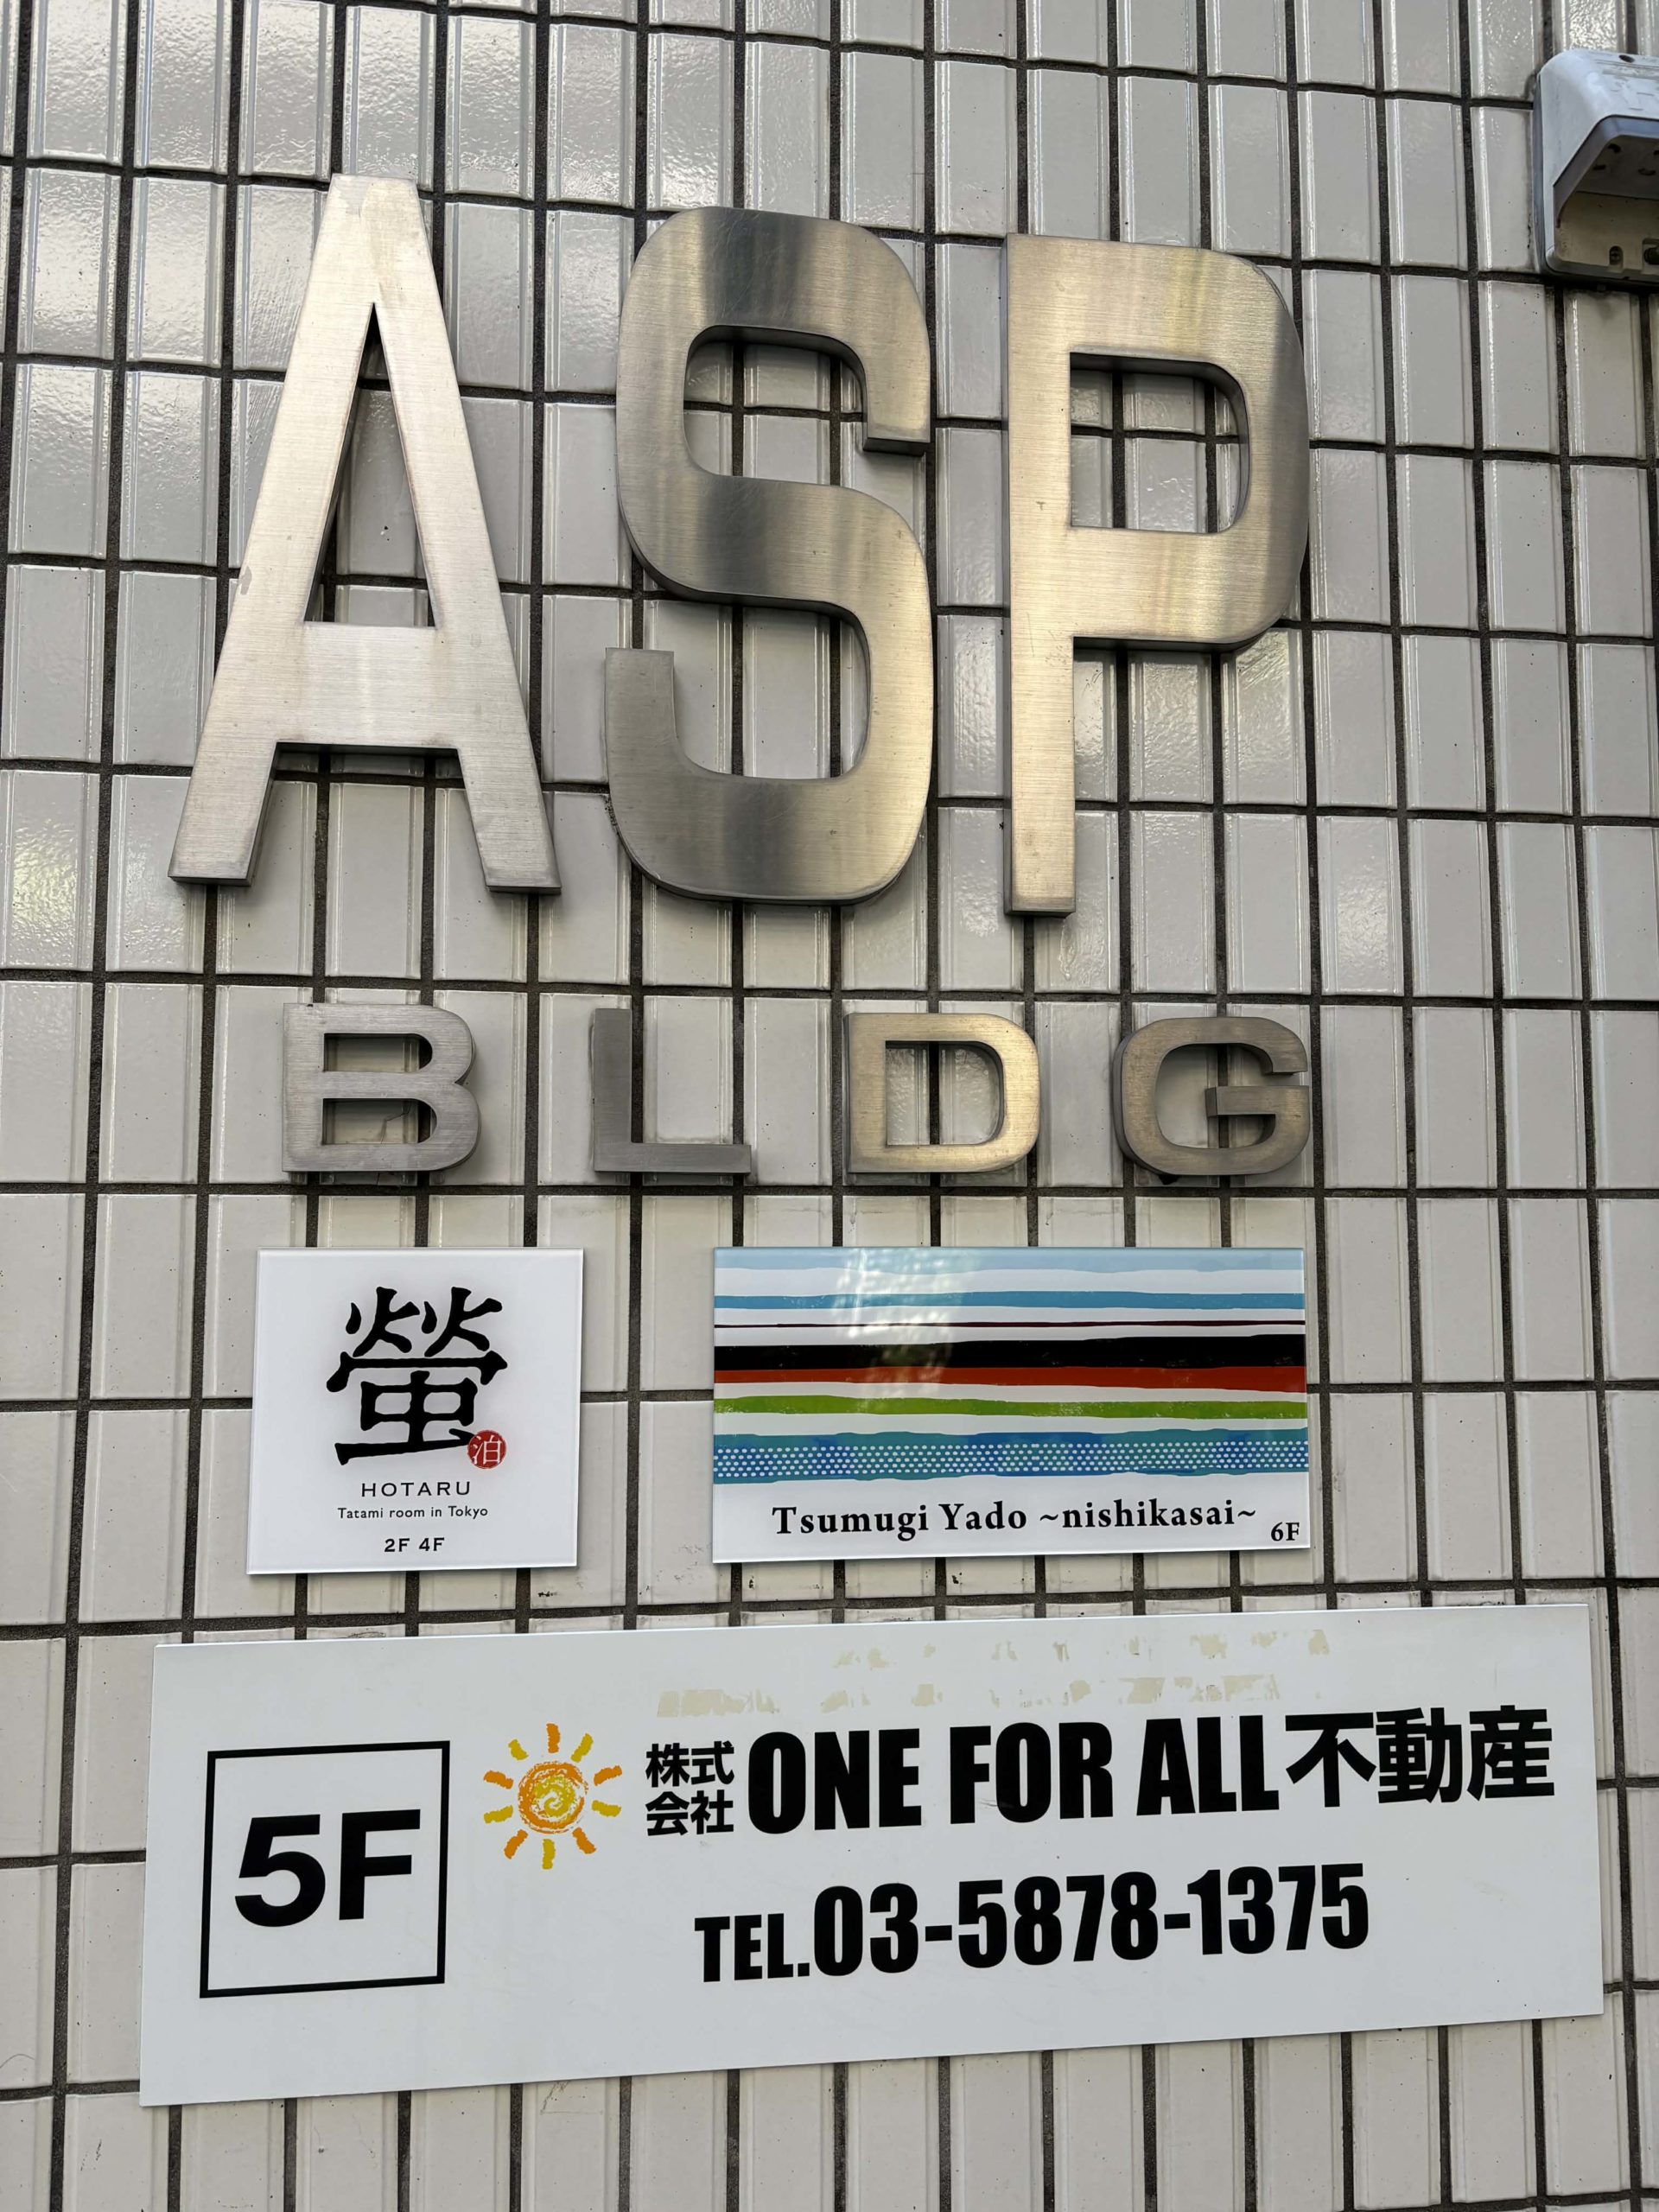 ASP
BLDG
螢
泊
HOTARU
Tatami room in Tokyo
2F 4F
Tsumugi Yado ~nishikasai~
6F
5F
株式会社 ONE FOR ALL不動産
TEL.03-5878-1375